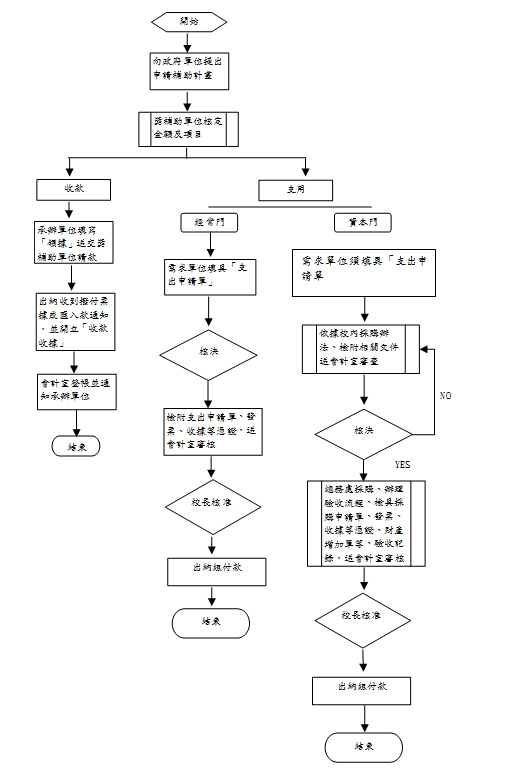 開始
向政府單位提出
申請補助計畫
受補助單位核定
金額及項目
收款
支用
承辦單位填寫
「領據」送交受
補助單位請款
出納收到撥付票
據或匯入款通知
,並開立「收款
收據」
會計室登帳並通
知承辦單位
結束
經常門
需求單位填具「支
出申請單」
核決
檢附支出申請單、發
票、收據等憑證,送
會計室審核
校長核准
出納組付款
結束
資本門
需求單位須填具「支出申
請單
依據校內採購辦
法、檢附相關文件
送會計室審查
NO
核決
YES
總務處採購、辦理
驗收流程、檢具採
購申請單、發票、
收據等憑證、財產
增加單等、驗收記
錄,送會計室審核
校長核准
出納組付款
結束